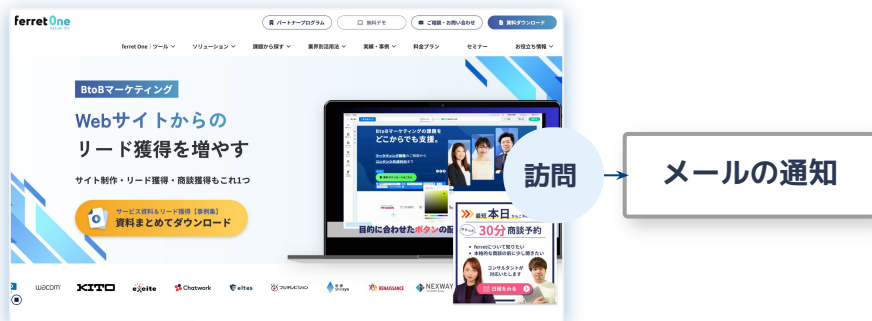 ferret One
パートナープログラム
無料デモ
ご相談・お問い合わせ
資料ダウンロード
ferret One｜ツール
ソリューション
課題から探す
業界別活用法
実績・事例
料金プラン
セミナー
お役立ち情報
BtoBマーケティング
Webサイトからの
リード獲得を増やす
サイト制作・リード獲得・商談獲得もこれ1つ
サービス資料&リード獲得【事例集】
資料まとめてダウンロード
BtoBマーケティングの課題を
どこからでも支援。
目的に合わせたボタンの配
最短 本日
30分 商談予約
ferretについて知りたい
本格的な商談の前に少し聞きたい
コンサルタントが
対応いたします
日程をみる
wacom
KITO
excite
Chatwork
eltes
フジテレビジョン
Shiraya
RENAISSANCE
NEXWAY
訪問
メールの通知